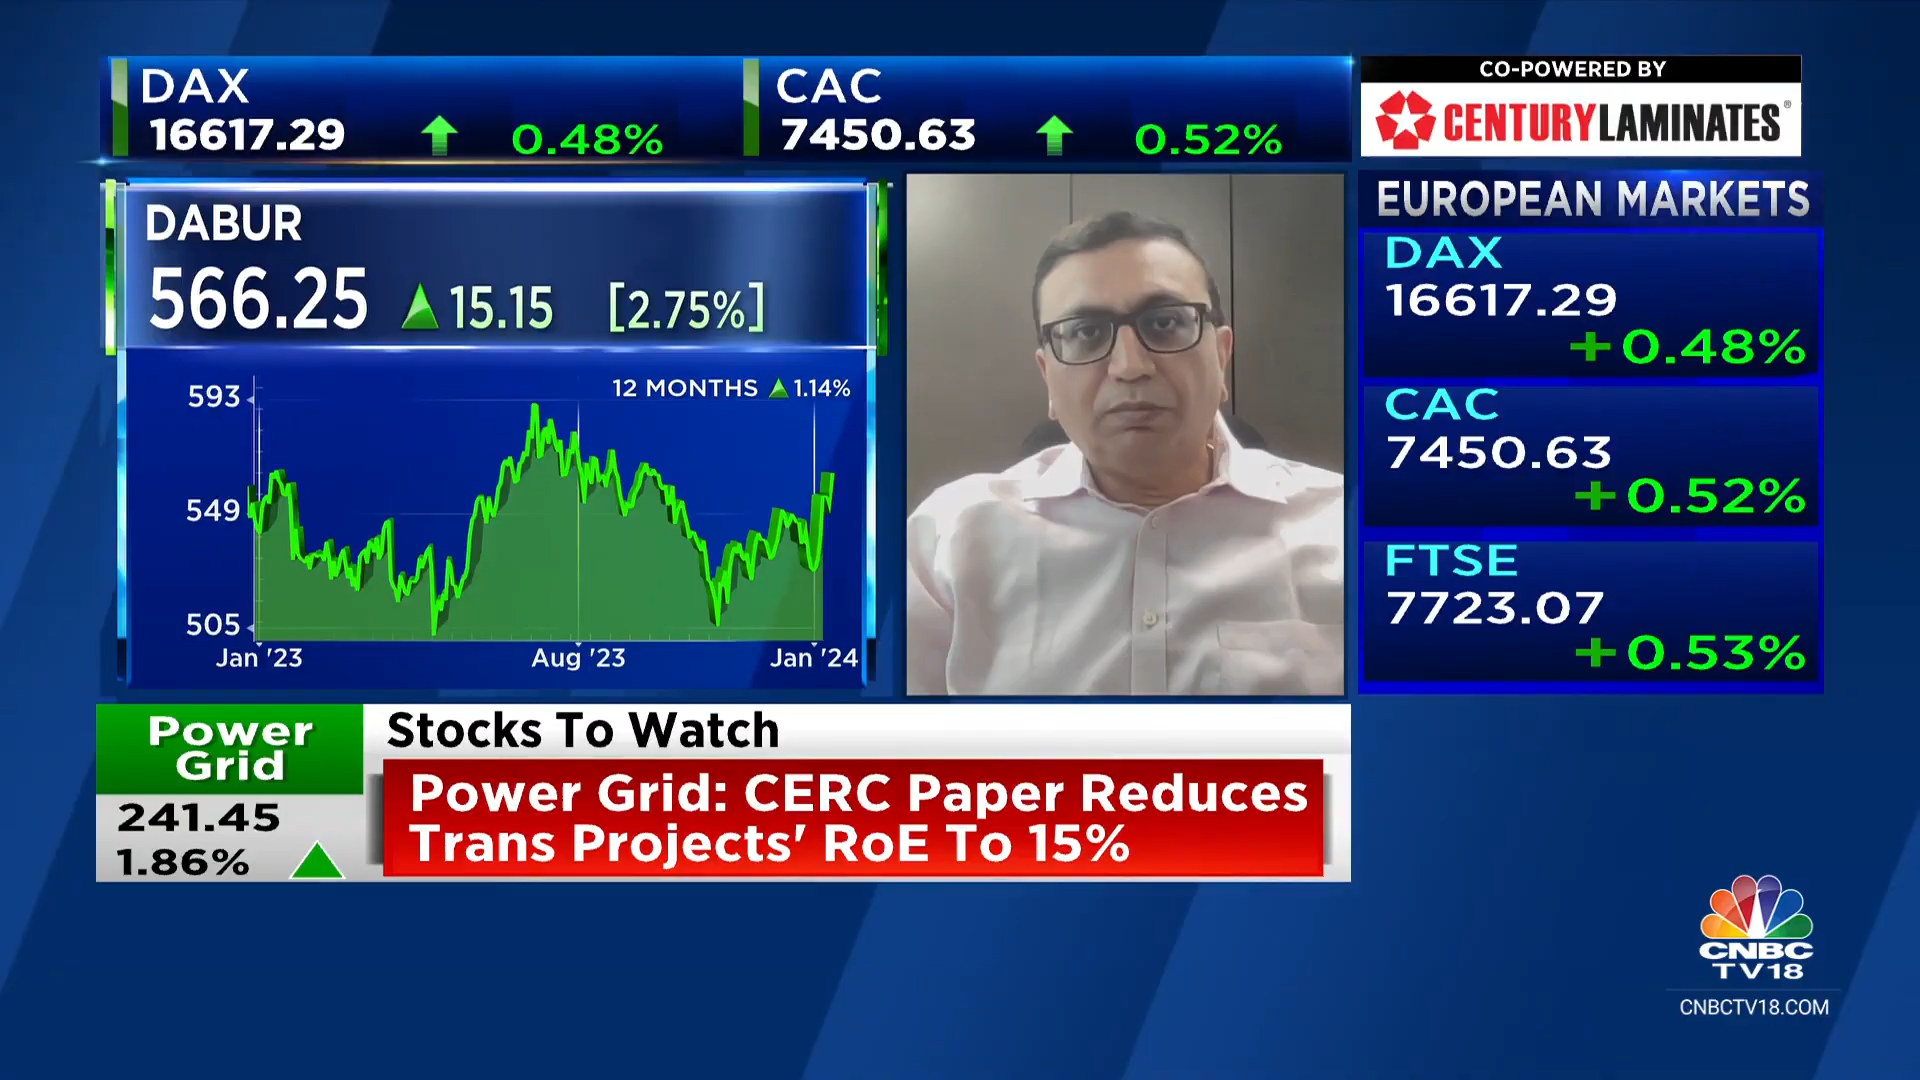 DAX
16617.29 0.48%
CAC
7450.63 0.52%
CO-POWERED BY
CENTURYLAMINATES®
DABUR
566.25 15.15 [2.75%]
12 MONTHS 1.14%
593
549
505
Jan '23 Aug '23 Jan '24
EUROPEAN MARKETS
DAX
16617.29
+0.48%
CAC
7450.63
+0.52%
FTSE
7723.07
+0.53%
Power
Grid
241.45
1.86%
Stocks To Watch
Power Grid: CERC Paper Reduces
Trans Projects' RoE To 15%
CNBC
TV18
CNBCTV18.COM